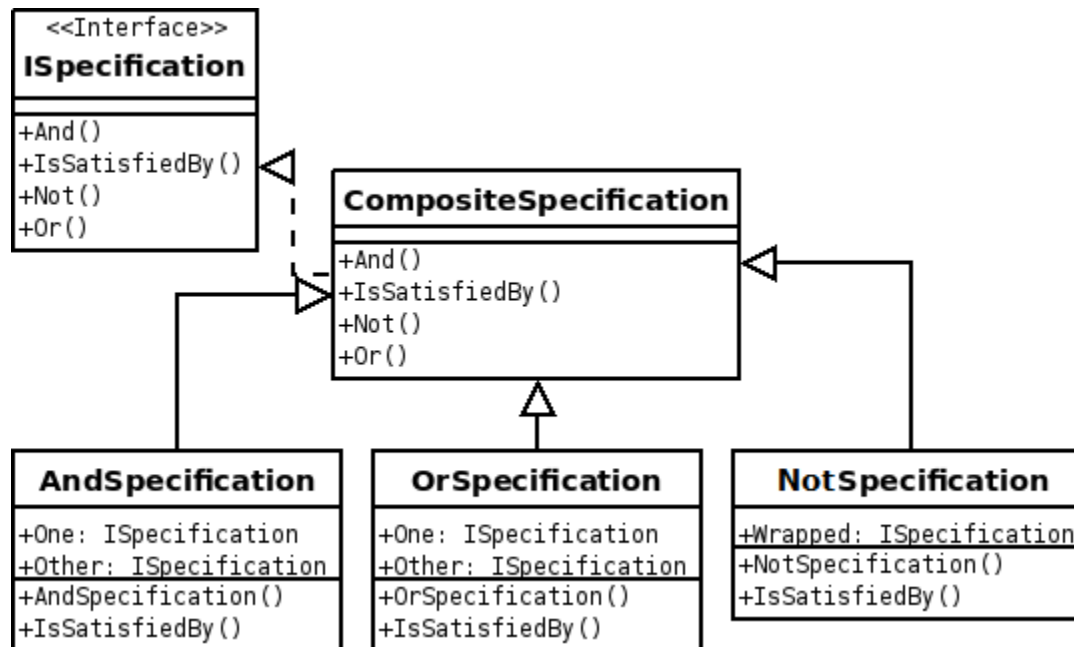 <<Interface>>
ISpecification
+And()
+IsSatisfiedBy()
+Not()
+Or()
CompositeSpecification
+And()
+IsSatisfiedBy()
+Not()
+Or()
AndSpecification
+One: ISpecification
+Other: ISpecification
+AndSpecification()
+IsSatisfiedBy()
OrSpecification
+One: ISpecification
+Other: ISpecification
+OrSpecification()
+IsSatisfiedBy()
NotSpecification
+Wrapped: ISpecification
+NotSpecification()
+IsSatisfiedBy()